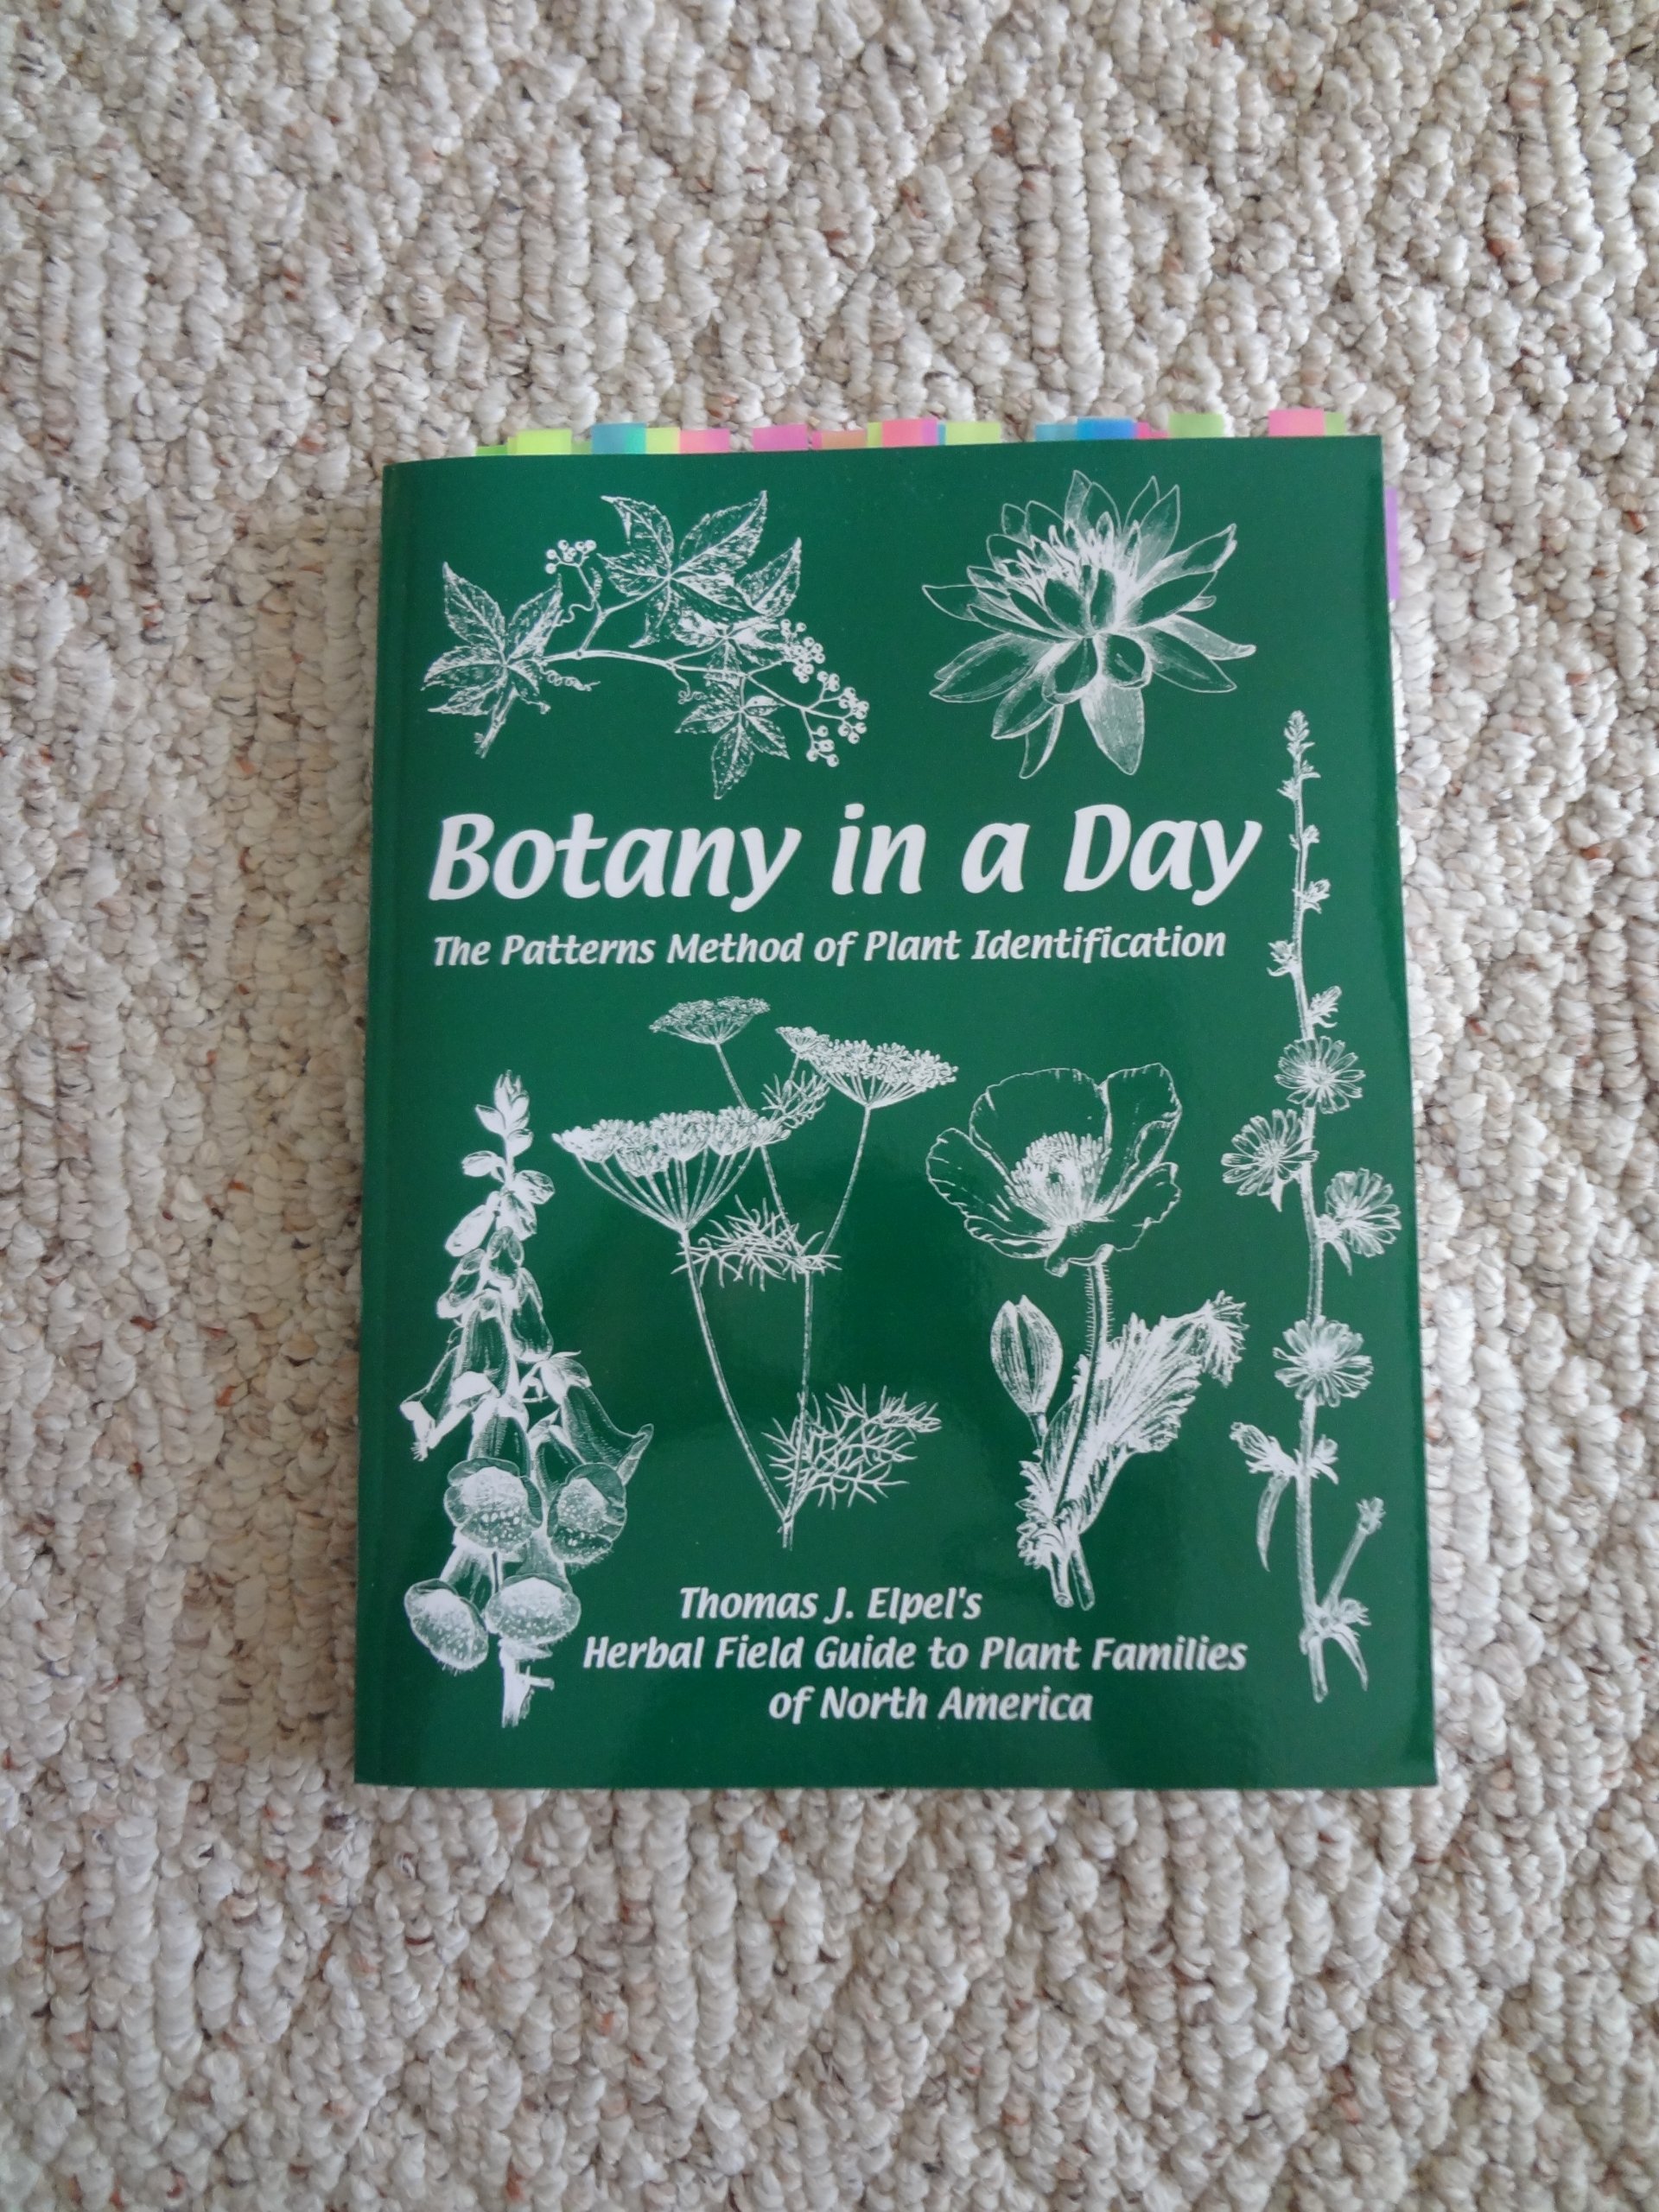 Botany in a Day
The Patterns Method of Plant Identification
Thomas J. Elpel's
Herbal Field Guide to Plant Families
of North America